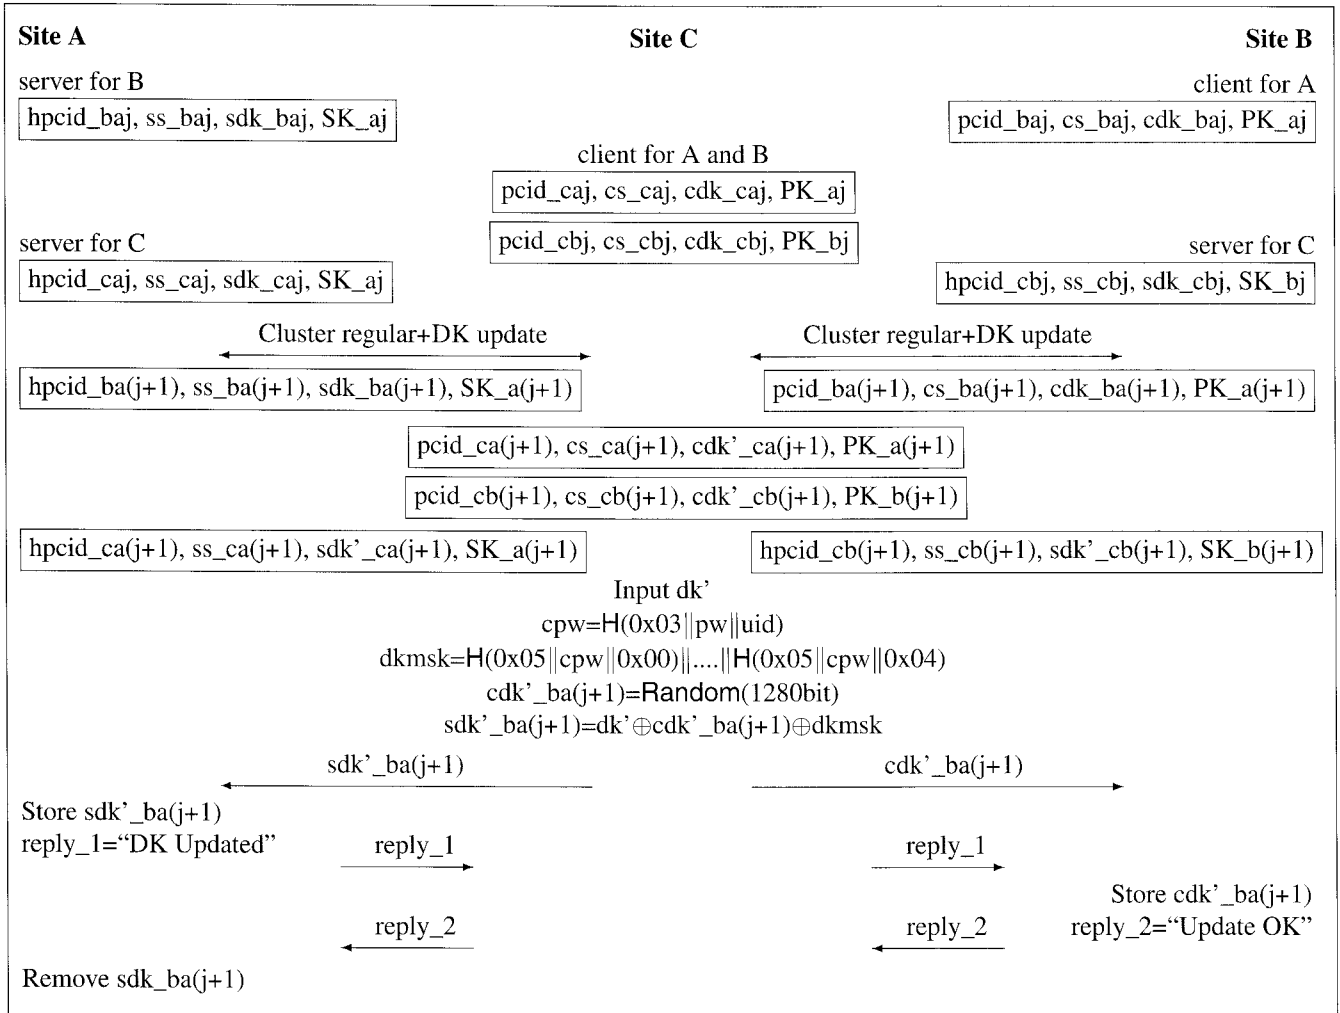 Site A Site C Site B
server for B client for A
hpcid_baj, ss_baj, sdk_baj, SK_aj pcid_baj, cs_baj, cdk_baj, PK_aj
client for A and B
pcid_caj, cs_caj, cdk_caj, PK_aj
pcid_cbj, cs_cbj, cdk_cbj, PK_bj
server for C server for C
hpcid_caj, ss_caj, sdk_caj, SK_aj hpcid_cbj, ss_cbj, sdk_cbj, SK_bj
Cluster regular+DK update Cluster regular+DK update
hpcid_ba(j+1), ss_ba(j+1), sdk_ba(j+1), SK_a(j+1) pcid_ba(j+1), cs_ba(j+1), cdk_ba(j+1), PK_a(j+1)
pcid_ca(j+1), cs_ca(j+1), cdk’_ca(j+1), PK_a(j+1)
pcid_cb(j+1), cs_cb(j+1), cdk’_cb(j+1), PK_b(j+1)
hpcid_ca(j+1), ss_ca(j+1), sdk’_ca(j+1), SK_a(j+1) hpcid_cb(j+1), ss_cb(j+1), sdk’_cb(j+1), SK_b(j+1)
Input dk’
cpw=H(0x03||pw||uid)
dkmsk=H(0x05||cpw||0x00)||....||H(0x05||cpw||0x04)
cdk’_ba(j+1)=Random(1280bit)
sdk’_ba(j+1)=dk’⊕cdk’_ba(j+1)⊕dkmsk
sdk’_ba(j+1) cdk’_ba(j+1)
Store sdk’_ba(j+1)
reply_1=“DK Updated” reply_1 reply_1
Store cdk’_ba(j+1)
reply_2 reply_2 reply_2=“Update OK”
Remove sdk_ba(j+1)